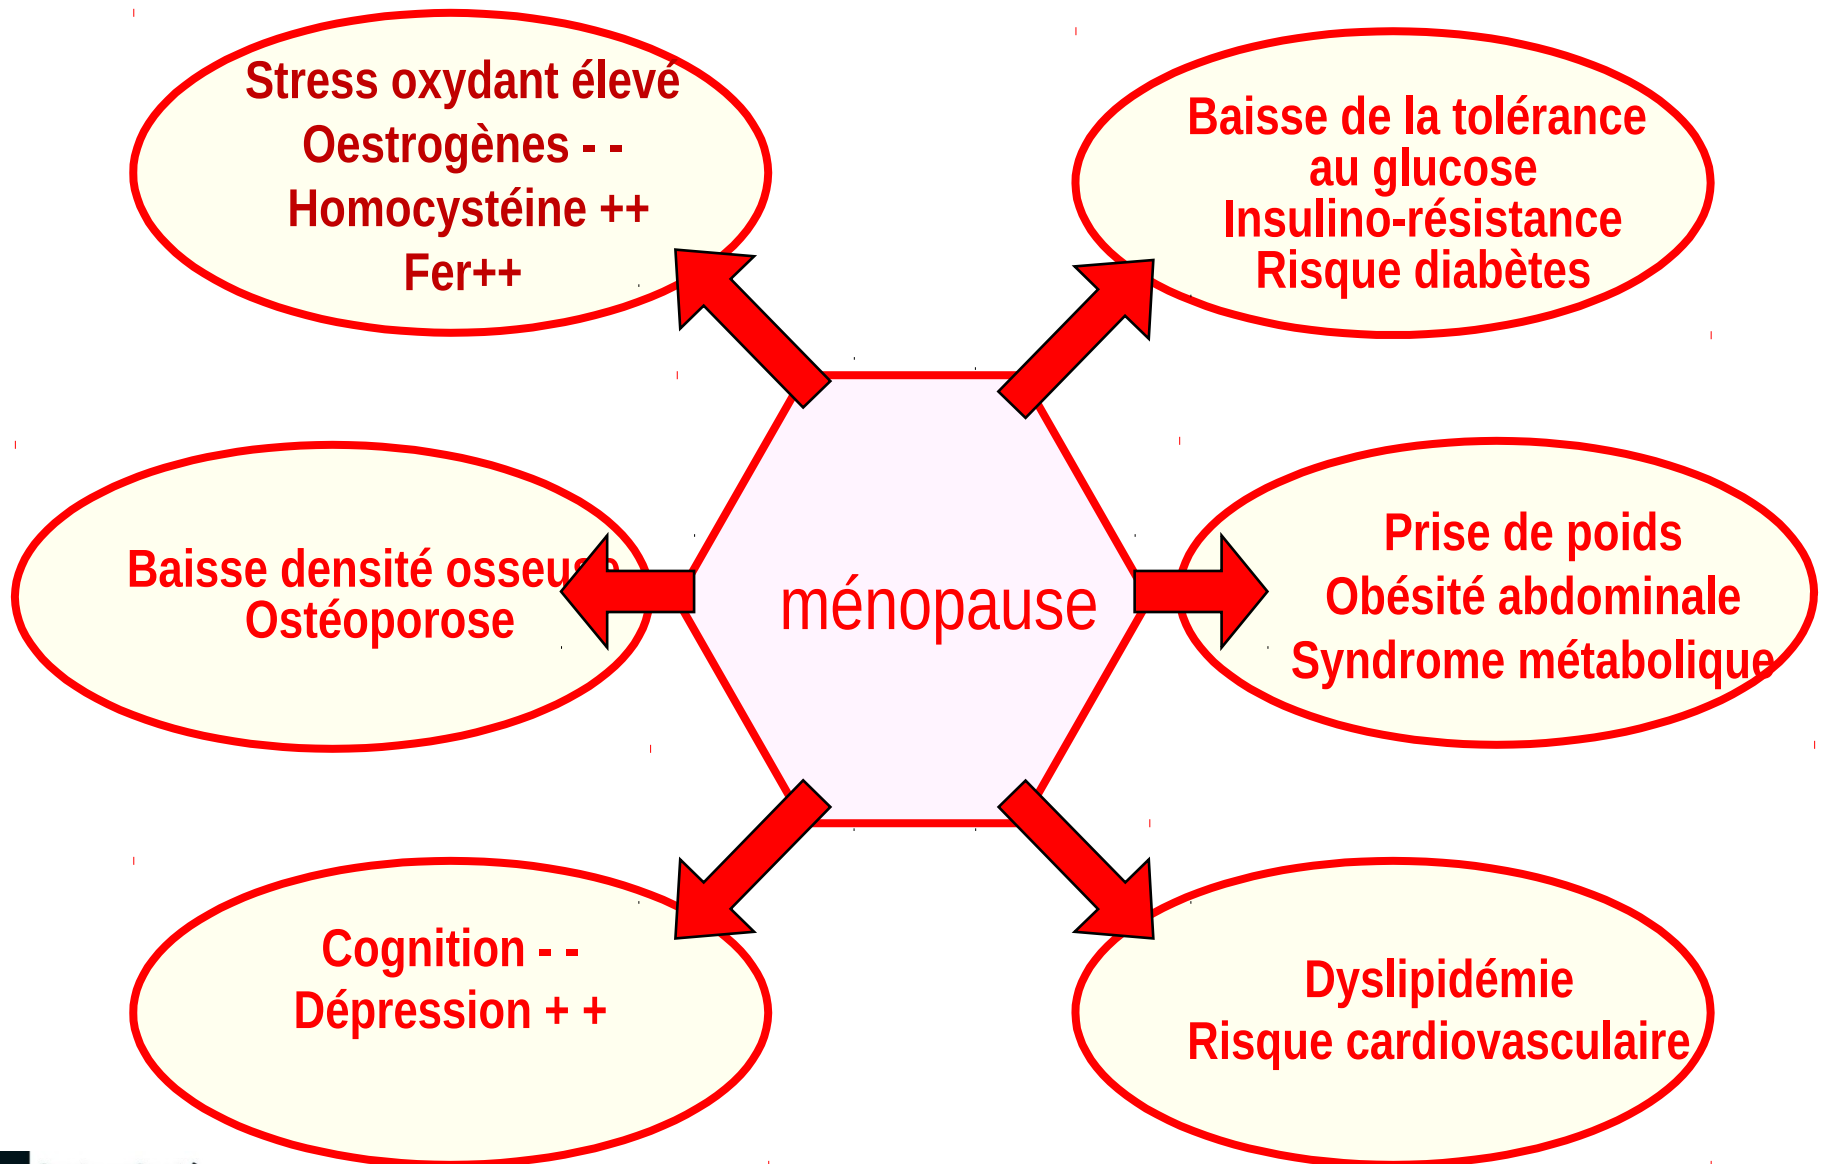 Stress oxydant élevé
Oestrogènes - -
Homocystéine ++
Fer++
Baisse de la tolérance
au glucose
Insulino-résistance
Risque diabètes
Baisse densité osseuse
Ostéoporose
ménopause
Prise de poids
Obésité abdominale
Syndrome métabolique
Cognition - -
Dépression + +
Dyslipidémie
Risque cardiovasculaire